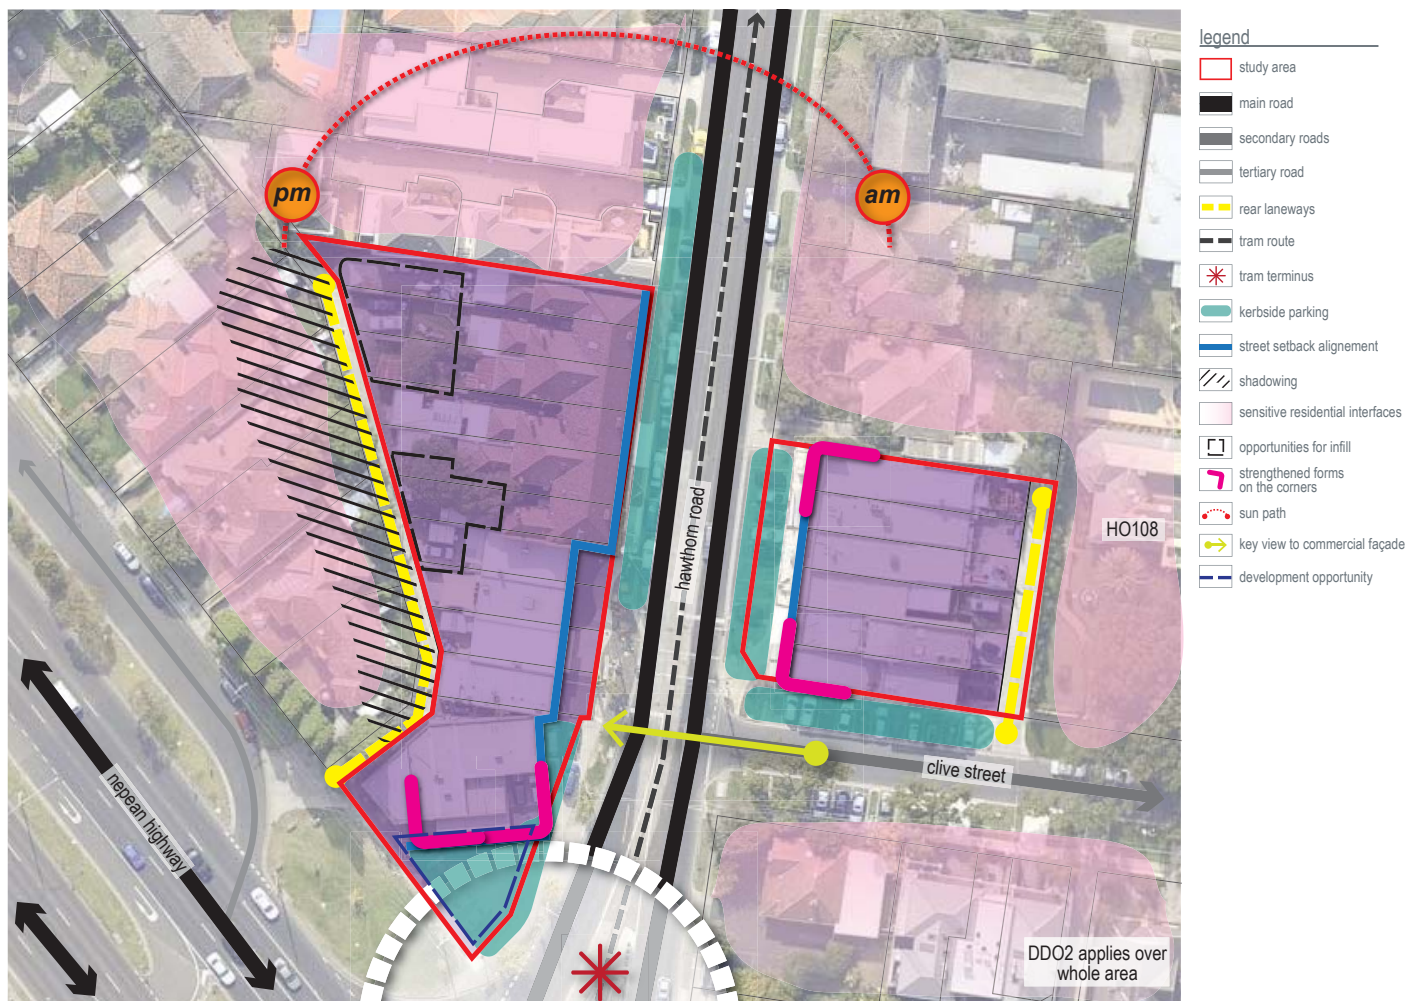 pm
am
hawthorn road
HO108
clive street
nepean highway
DDO2 applies over
whole area
legend
study area
main road
secondary roads
tertiary road
rear laneways
tram route
tram terminus
kerbside parking
street setback alignement
shadowing
sensitive residential interfaces
opportunities for infill
strengthened forms
on the corners
sun path
key view to commercial façade
development opportunity